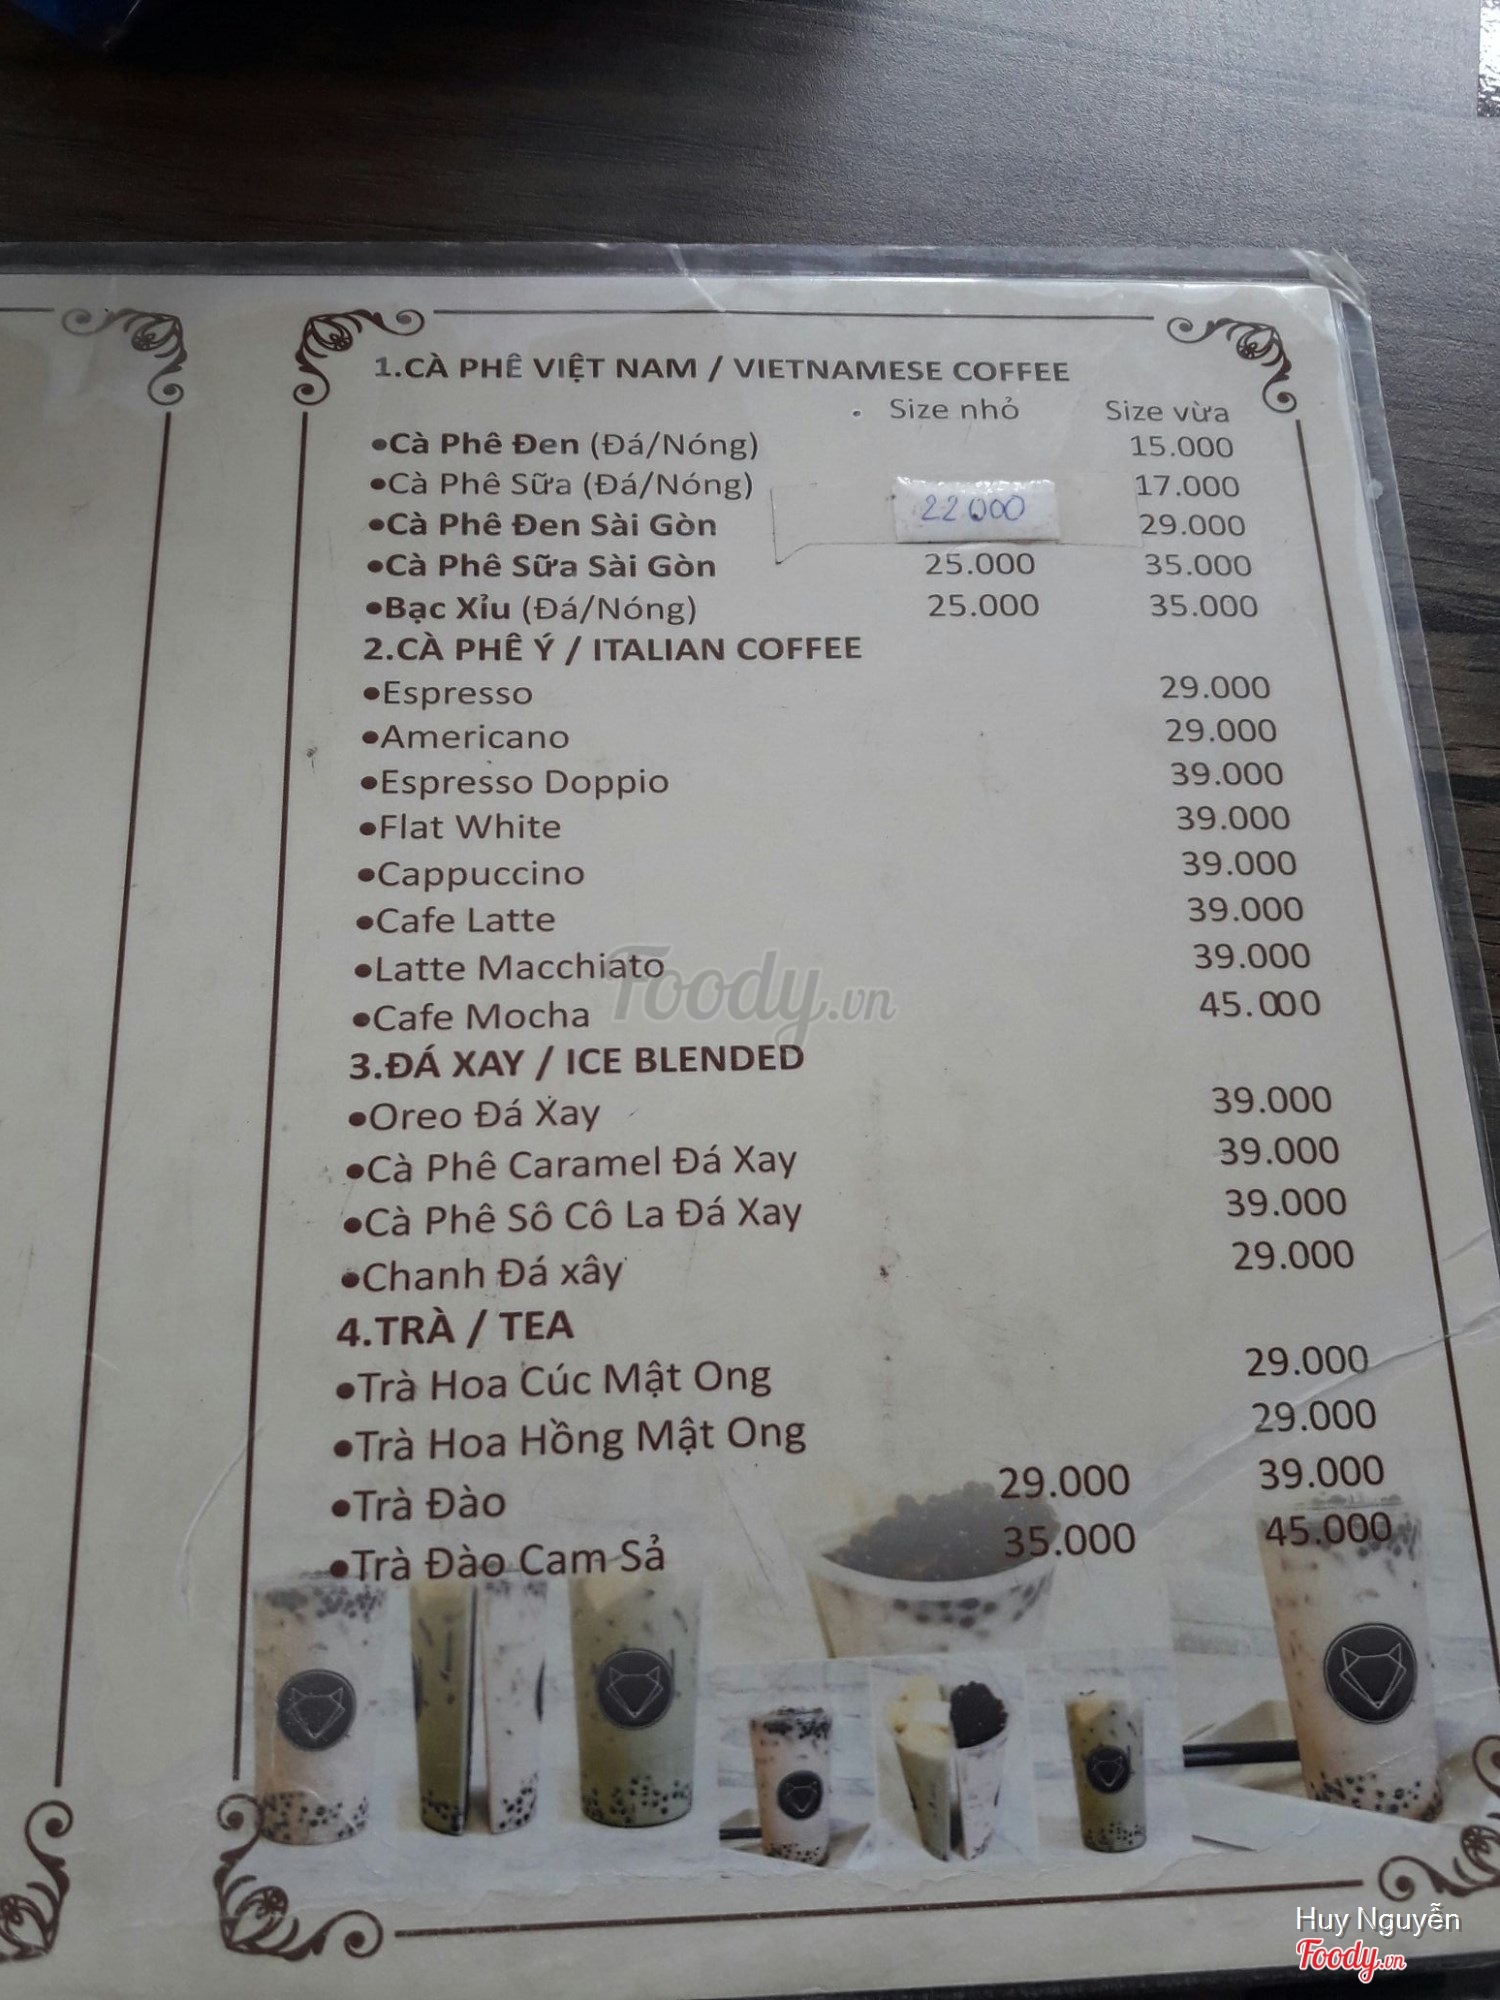 1.CÀ PHÊ VIỆT NAM / VIETNAMESE COFFEE
Size nhỏ Size vừa
•Cà Phê Đen (Đá/Nóng) 15.000
•Cà Phê Sữa (Đá/Nóng) 17.000
•Cà Phê Đen Sài Gòn 22.000 29.000
•Cà Phê Sữa Sài Gòn 25.000 35.000
•Bạc Xỉu (Đá/Nóng) 25.000 35.000
2.CÀ PHÊ Ý / ITALIAN COFFEE
•Espresso 29.000
•Americano 29.000
•Espresso Doppio 39.000
•Flat White 39.000
•Cappuccino 39.000
•Cafe Latte 39.000
•Latte Macchiato 39.000
•Cafe Mocha 45.000
Foody.vn
3.ĐÁ XAY / ICE BLENDED
•Oreo Đá Xay 39.000
•Cà Phê Caramel Đá Xay 39.000
•Cà Phê Sô Cô La Đá Xay 39.000
•Chanh Đá xây 29.000
4.TRÀ / TEA
•Trà Hoa Cúc Mật Ong 29.000
•Trà Hoa Hồng Mật Ong 29.000
•Trà Đào 29.000 39.000
•Trà Đào Cam Sả 35.000 45.000
Huy Nguyễn
Foody.vn